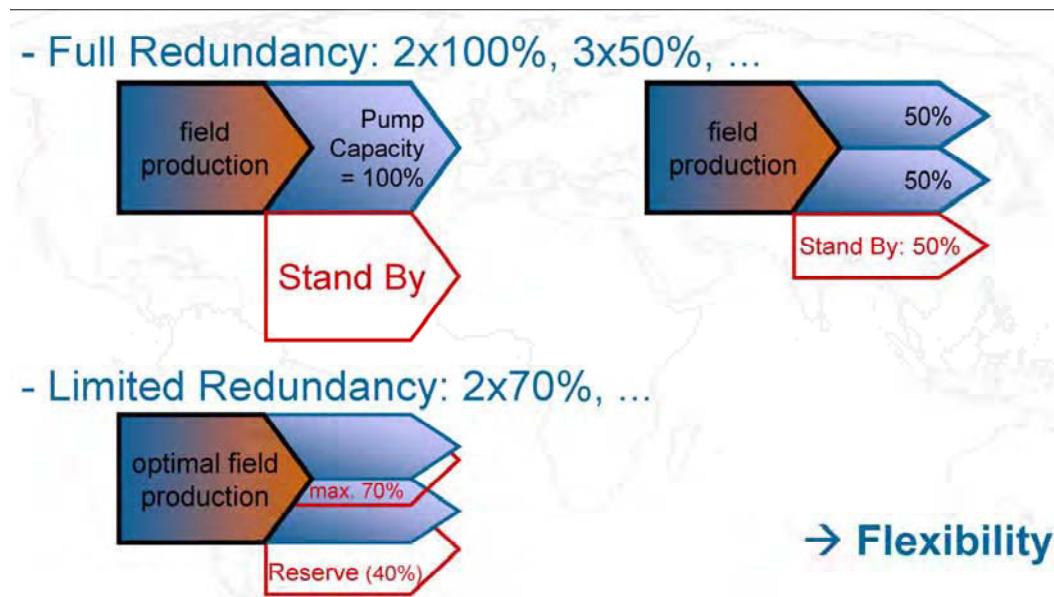 - Full Redundancy: 2x100%, 3x50%, ...
field
production
Pump
Capacity
= 100%
Stand By
field
production
50%
50%
Stand By: 50%
- Limited Redundancy: 2x70%, ...
optimal field
production
max. 70%
Reserve (40%)
→ Flexibility